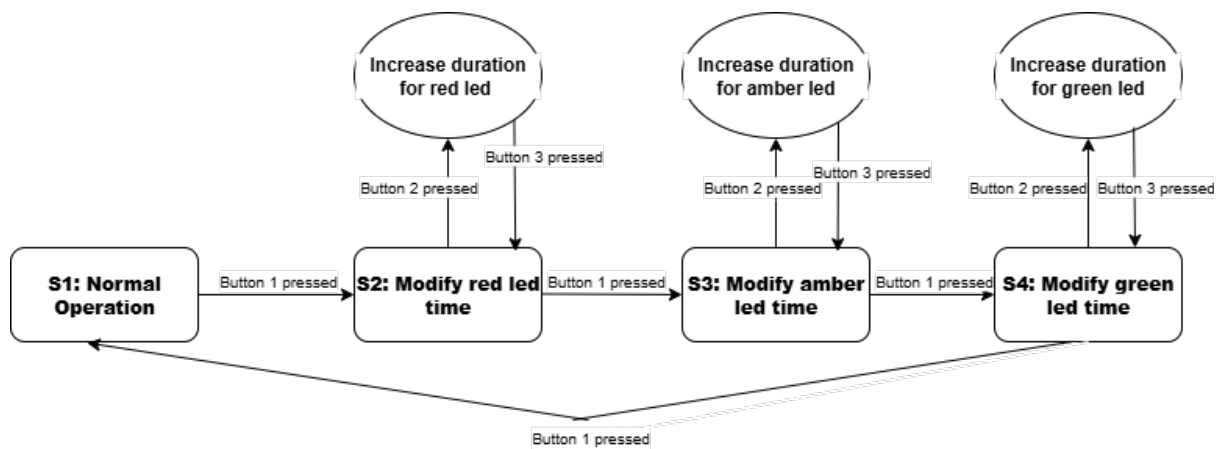 Increase duration
for red led
Increase duration
for amber led
Increase duration
for green led
Button 3 pressed
Button 2 pressed
Button 3 pressed
Button 2 pressed
Button 2 pressed
Button 3 pressed
S1: Normal
Operation
Button 1 pressed
S2: Modify red led
time
Button 1 pressed
S3: Modify amber
led time
Button 1 pressed
S4: Modify green
led time
Button 1 pressed